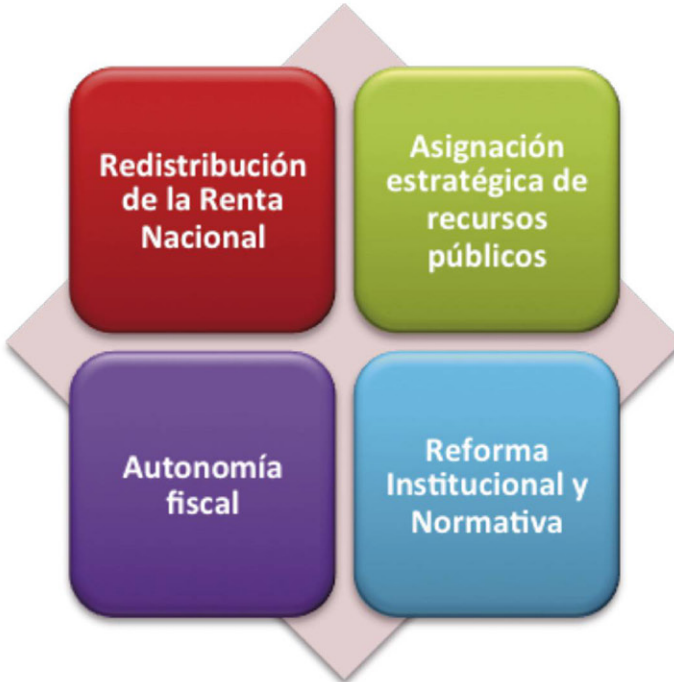 Redistribución
de la Renta
Nacional
Asignación
estratégica de
recursos
públicos
Autonomía
fiscal
Reforma
Institucional y
Normativa